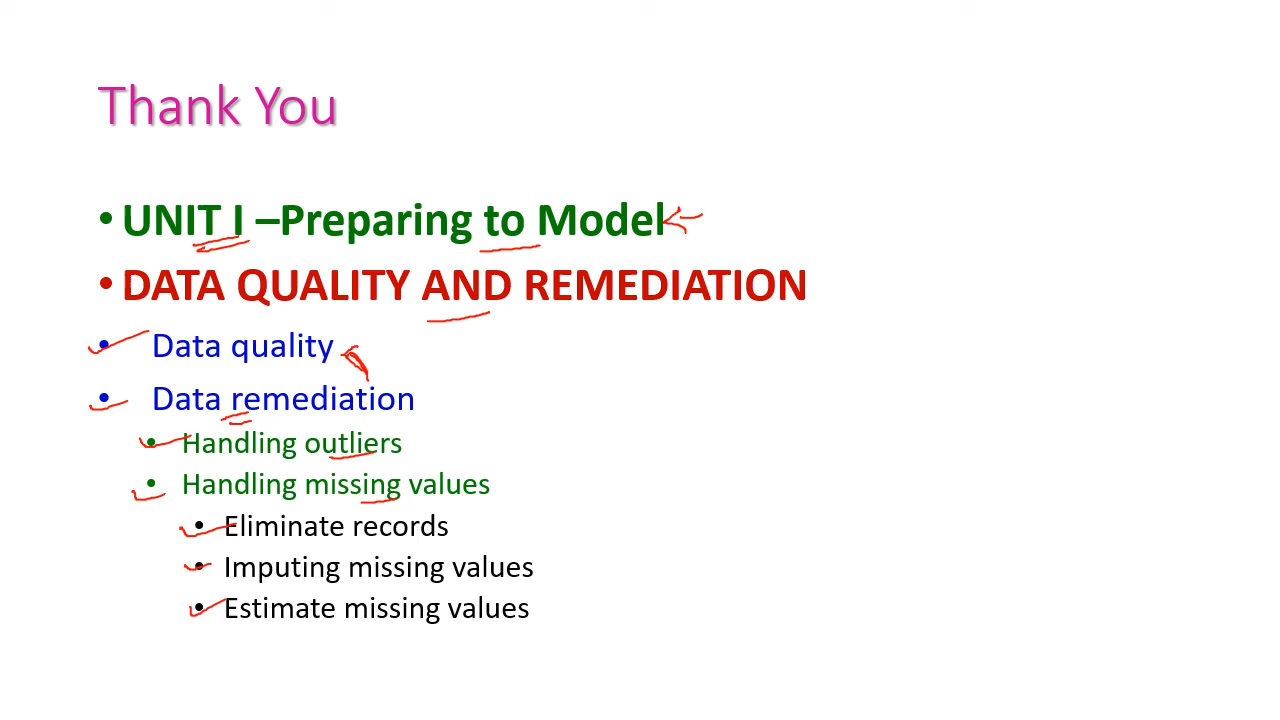 Thank You
• UNIT I –Preparing to Model
• DATA QUALITY AND REMEDIATION
• Data quality
• Data remediation
• Handling outliers
• Handling missing values
• Eliminate records
• Imputing missing values
• Estimate missing values